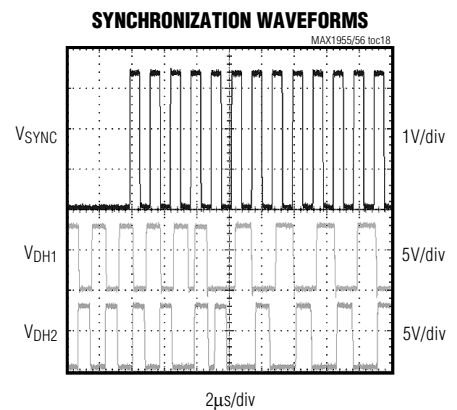 SYNCHRONIZATION WAVEFORMS
MAX1955/56 toc18
VSYNC
1V/div
VDH1
5V/div
VDH2
5V/div
2μs/div